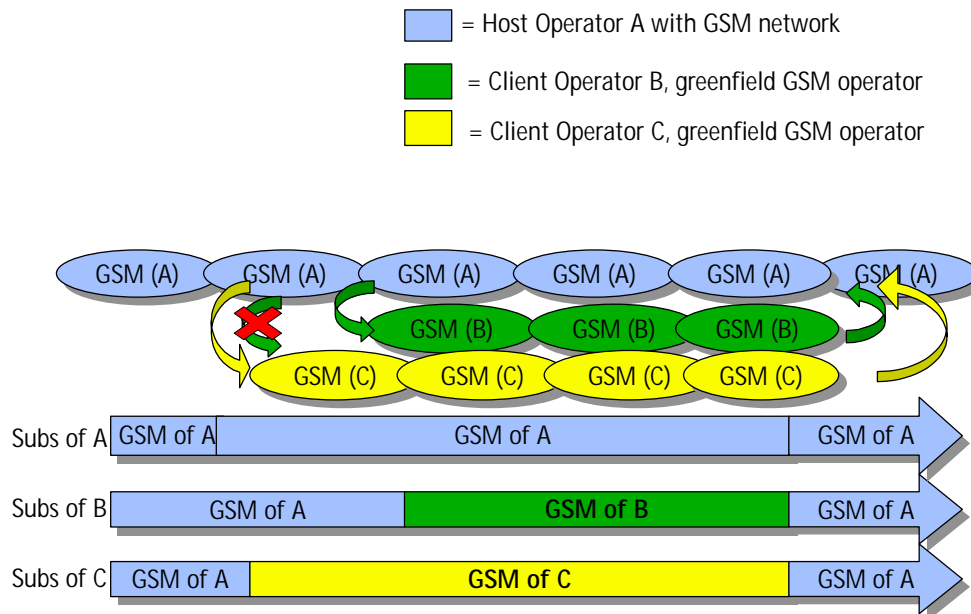 = Host Operator A with GSM network
= Client Operator B, greenfield GSM operator
= Client Operator C, greenfield GSM operator
GSM (A) GSM (A) GSM (A) GSM (A) GSM (A) GSM (A)
GSM (B) GSM (B) GSM (B)
GSM (C) GSM (C) GSM (C) GSM (C)
Subs of A GSM of A GSM of A GSM of A
Subs of B GSM of A GSM of B GSM of A
Subs of C GSM of A GSM of C GSM of A